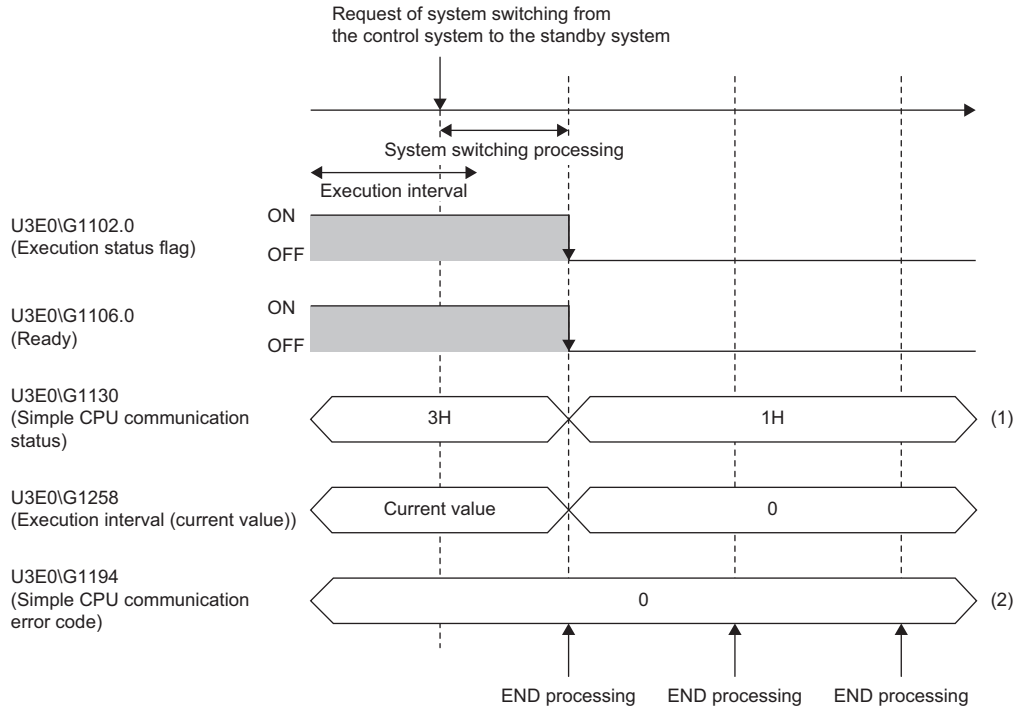 Request of system switching from
the control system to the standby system
System switching processing
Execution interval
U3E0\G1102.0
(Execution status flag)
ON
OFF
U3E0\G1106.0
(Ready)
ON
OFF
U3E0\G1130
(Simple CPU communication
status)
3H
1H
(1)
U3E0\G1258
(Execution interval (current value))
Current value
0
U3E0\G1194
(Simple CPU communication
error code)
0
(2)
END processing
END processing
END processing